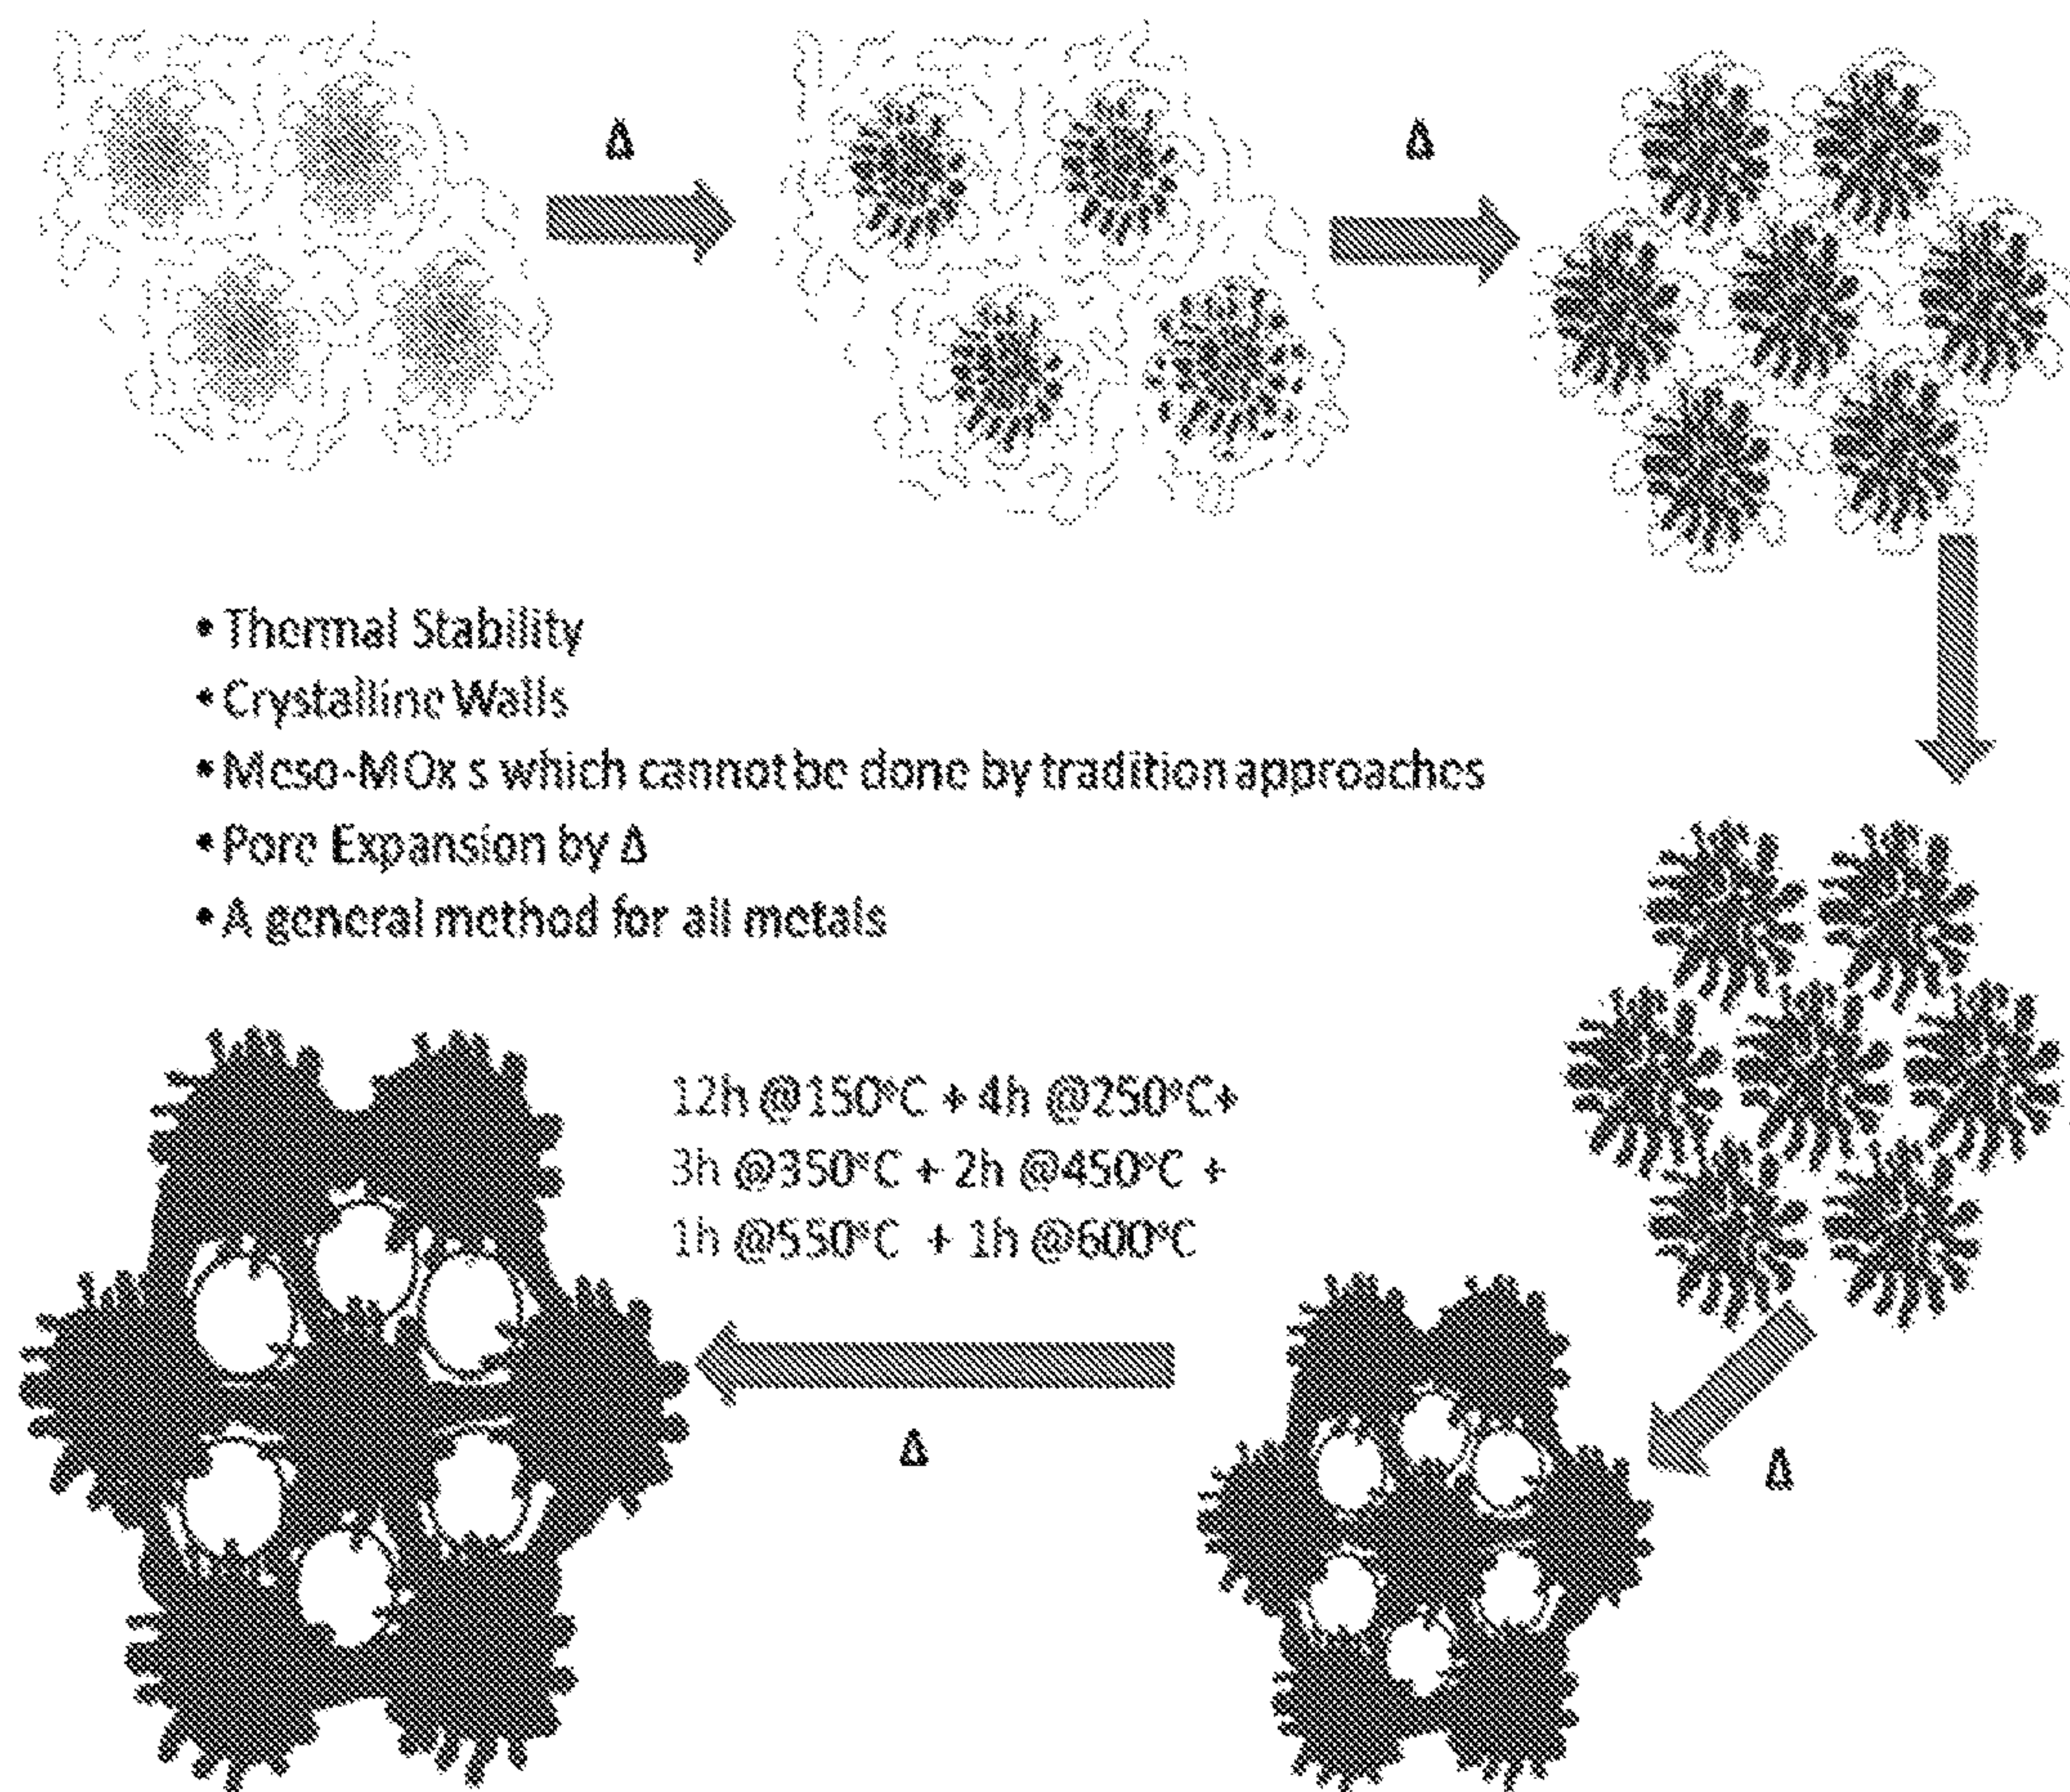 Δ
Δ
• Thermal Stability
• Crystalline Walls
• Meso-MOx s which cannot be done by tradition approaches
• Pore Expansion by Δ
• A general method for all metals
12h @150°C + 4h @250°C+
3h @350°C + 2h @450°C +
1h @550°C + 1h @600°C
Δ
Δ